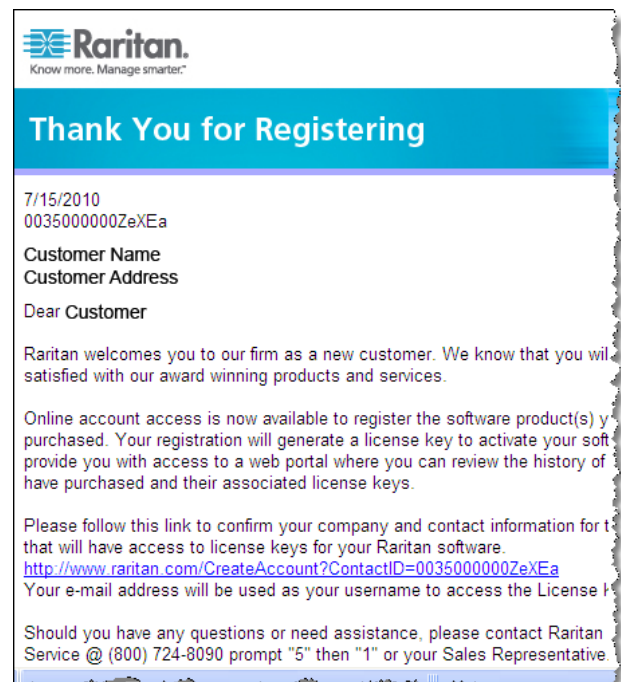 Raritan.
Know more. Manage smarter.™
Thank You for Registering
7/15/2010
0035000000ZeXEa
Customer Name
Customer Address
Dear Customer
Raritan welcomes you to our firm as a new customer. We know that you wil
satisfied with our award winning products and services.
Online account access is now available to register the software product(s) y
purchased. Your registration will generate a license key to activate your soft
provide you with access to a web portal where you can review the history of
have purchased and their associated license keys.
Please follow this link to confirm your company and contact information for t
that will have access to license keys for your Raritan software.
http://www.raritan.com/CreateAccount?ContactID=0035000000ZeXEa
Your e-mail address will be used as your username to access the License
Should you have any questions or need assistance, please contact Raritan
Service @ (800) 724-8090 prompt "5" then "1" or your Sales Representative.